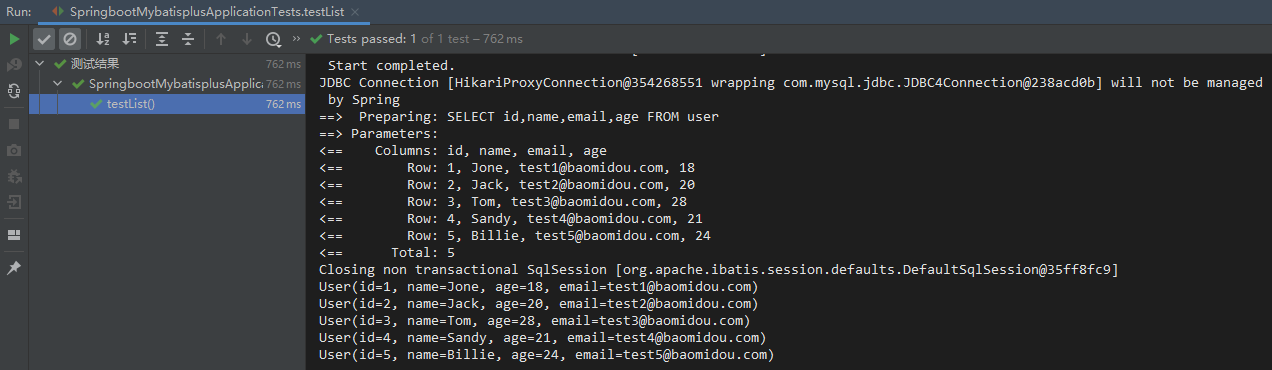 Run: SpringbootMybatisplusApplicationTests.testList
Tests passed: 1 of 1 test – 762 ms
测试结果 762 ms
SpringbootMybatisplusApplica 762 ms
testList() 762 ms
Start completed.
JDBC Connection [HikariProxyConnection@354268551 wrapping com.mysql.jdbc.JDBC4Connection@238acd0b] will not be managed
by Spring
==>  Preparing: SELECT id,name,email,age FROM user
==> Parameters:
<==    Columns: id, name, email, age
<==        Row: 1, Jone, test1@baomidou.com, 18
<==        Row: 2, Jack, test2@baomidou.com, 20
<==        Row: 3, Tom, test3@baomidou.com, 28
<==        Row: 4, Sandy, test4@baomidou.com, 21
<==        Row: 5, Billie, test5@baomidou.com, 24
<==      Total: 5
Closing non transactional SqlSession [org.apache.ibatis.session.defaults.DefaultSqlSession@35ff8fc9]
User(id=1, name=Jone, age=18, email=test1@baomidou.com)
User(id=2, name=Jack, age=20, email=test2@baomidou.com)
User(id=3, name=Tom, age=28, email=test3@baomidou.com)
User(id=4, name=Sandy, age=21, email=test4@baomidou.com)
User(id=5, name=Billie, age=24, email=test5@baomidou.com)